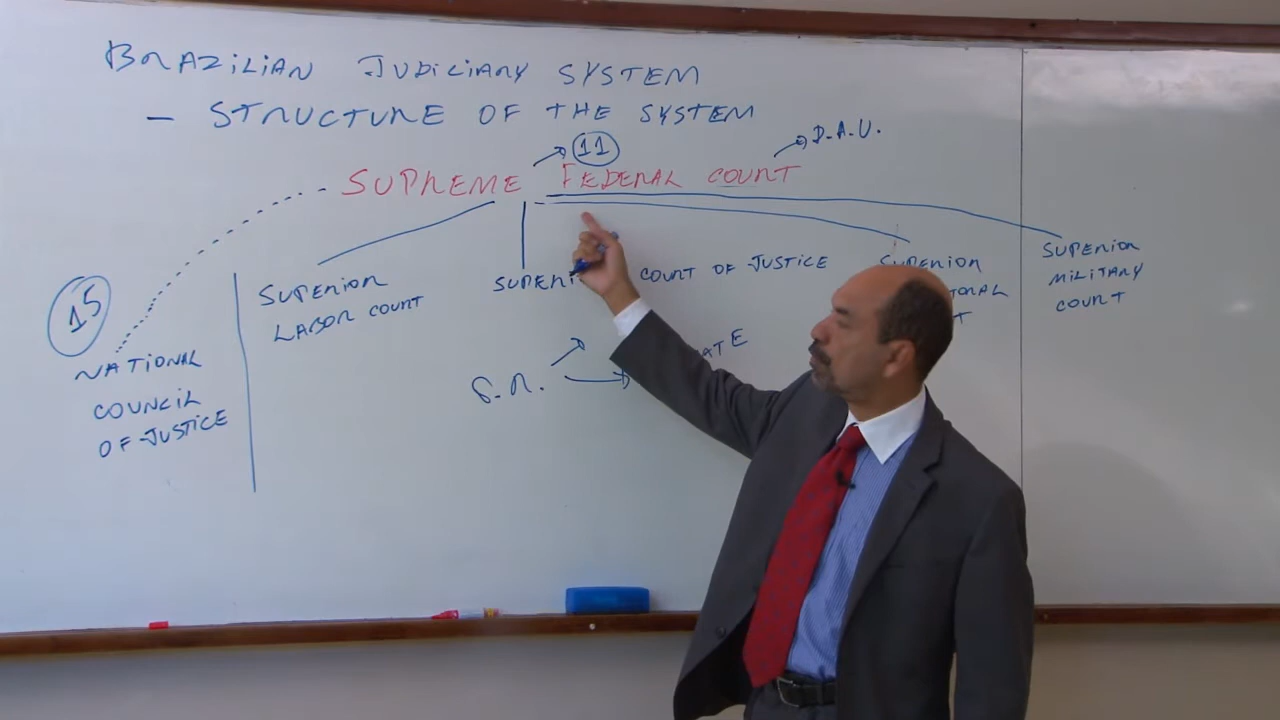 BRAZILIAN JUDICIARY SYSTEM
— STRUCTURE OF THE SYSTEM
11
D.A.U.
SUPREME FEDERAL COURT
SUPERIOR
LABOR COURT
COURT OF JUSTICE
SUPERIOR
SUPERIOR
MILITARY
COURT
15
NATIONAL
COUNCIL
OF JUSTICE